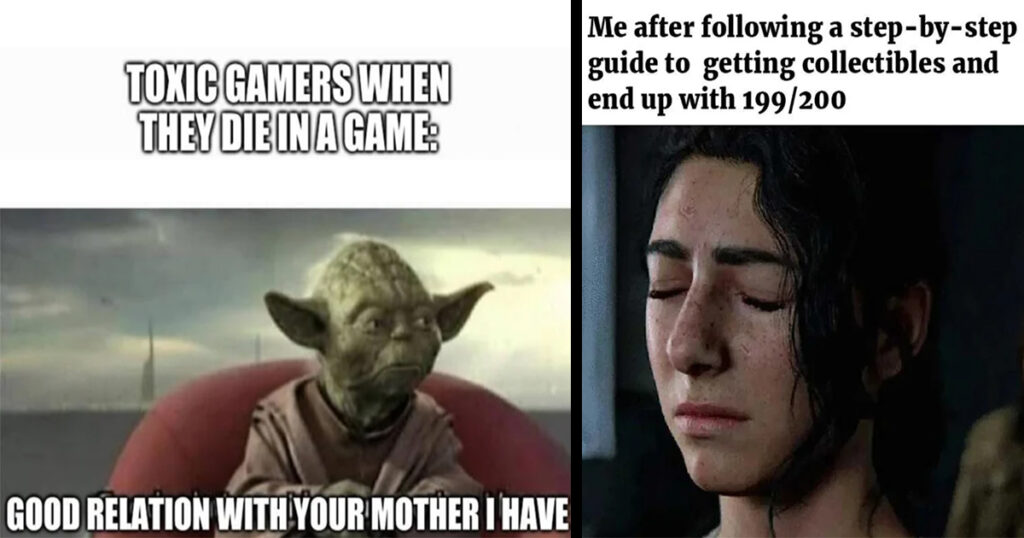 TOXIC GAMERS WHEN
THEY DIE IN A GAME:
GOOD RELATION WITH YOUR MOTHER I HAVE
Me after following a step-by-step
guide to getting collectibles and
end up with 199/200